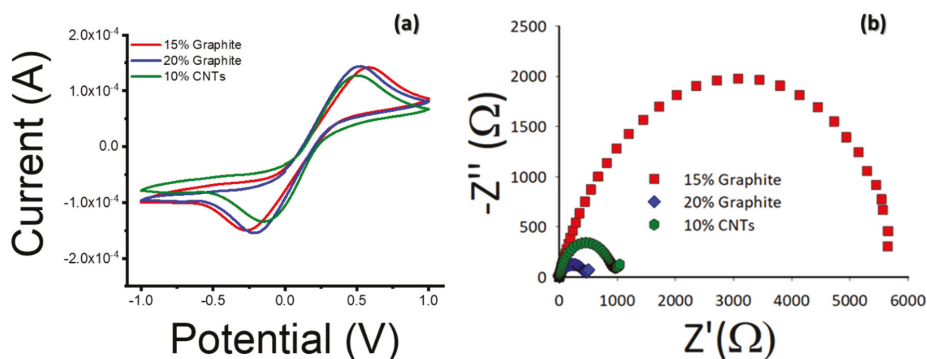 (a)
2.0x10⁻⁴
15% Graphite
20% Graphite
10% CNTs
1.0x10⁻⁴
0.0
-1.0x10⁻⁴
-2.0x10⁻⁴
Current (A)
-1.0 -0.5 0.0 0.5 1.0
Potential (V)
(b)
2500
2000
1500
1000
500
0
-Z'' (Ω)
15% Graphite
20% Graphite
10% CNTs
0 1000 2000 3000 4000 5000 6000
Z'(Ω)